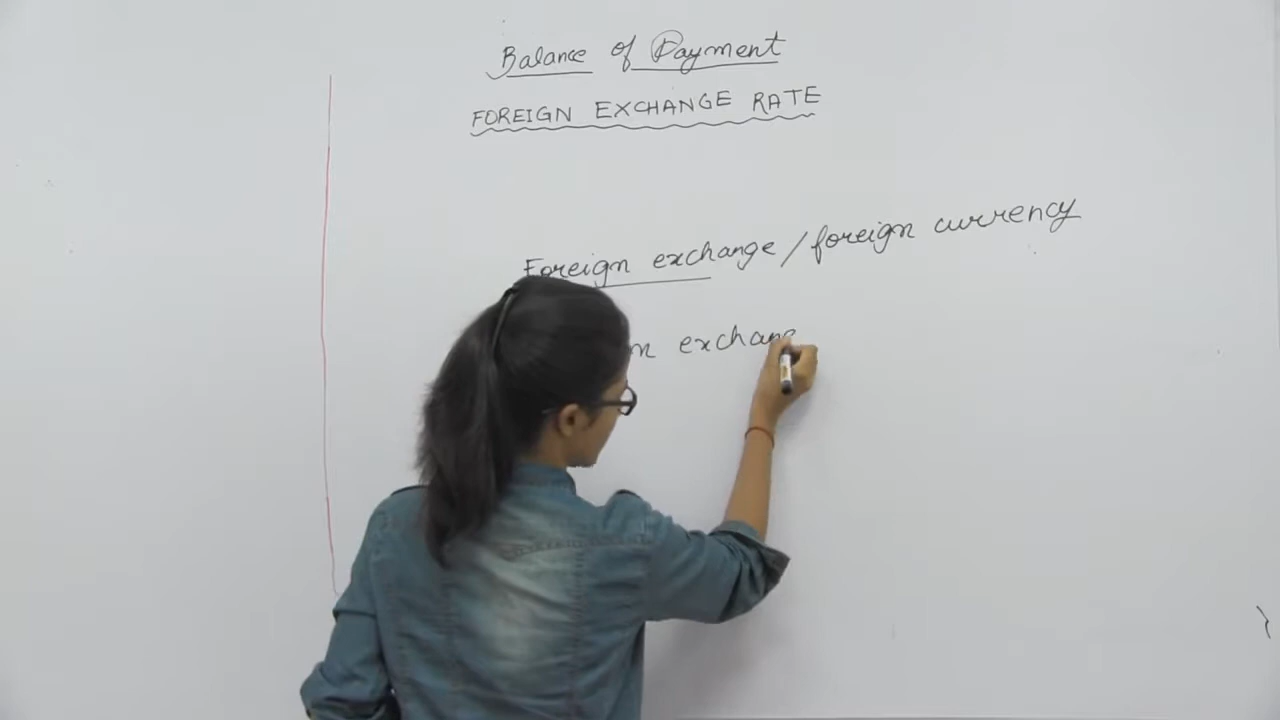 Balance of Payment
FOREIGN EXCHANGE RATE
Foreign exchange / foreign currency
exchang